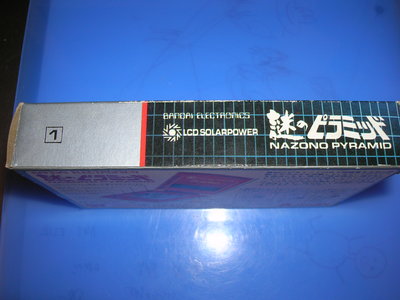 1
BANDAI ELECTRONICS
LCD SOLARPOWER
謎のピラミッド
NAZONO PYRAMID